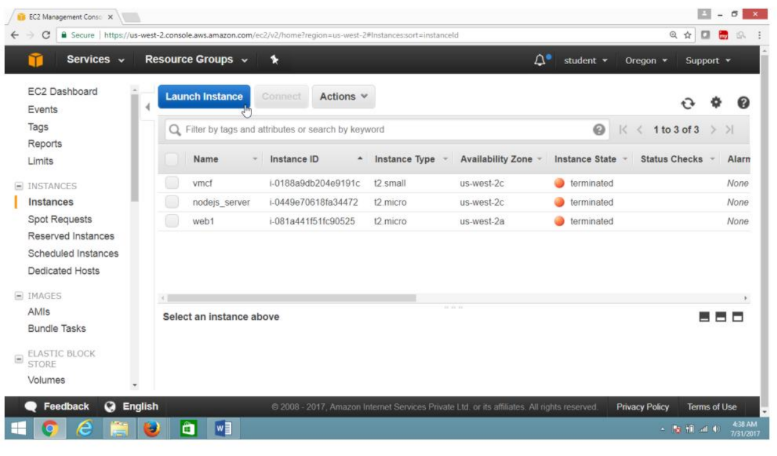 EC2 Management Conso
Secure https://us-west-2.console.aws.amazon.com/ec2/v2/home?region=us-west-2#Instances:sort=instanceId
Services Resource Groups student Oregon Support
EC2 Dashboard
Events
Tags
Reports
Limits
INSTANCES
Instances
Spot Requests
Reserved Instances
Scheduled Instances
Dedicated Hosts
IMAGES
AMIs
Bundle Tasks
ELASTIC BLOCK
STORE
Volumes
Launch Instance Connect Actions
Filter by tags and attributes or search by keyword 1 to 3 of 3
Name Instance ID Instance Type Availability Zone Instance State Status Checks Alarm
vmcf i-0188a9db204e9191c t2.small us-west-2c terminated None
nodejs_server i-0449e70618fa34472 t2.micro us-west-2c terminated None
web1 i-081a441f51fc90525 t2.micro us-west-2a terminated None
Select an instance above
Feedback English © 2008 - 2017, Amazon Internet Services Private Ltd. or its affiliates. All rights reserved. Privacy Policy Terms of Use
4:38 AM
7/31/2017